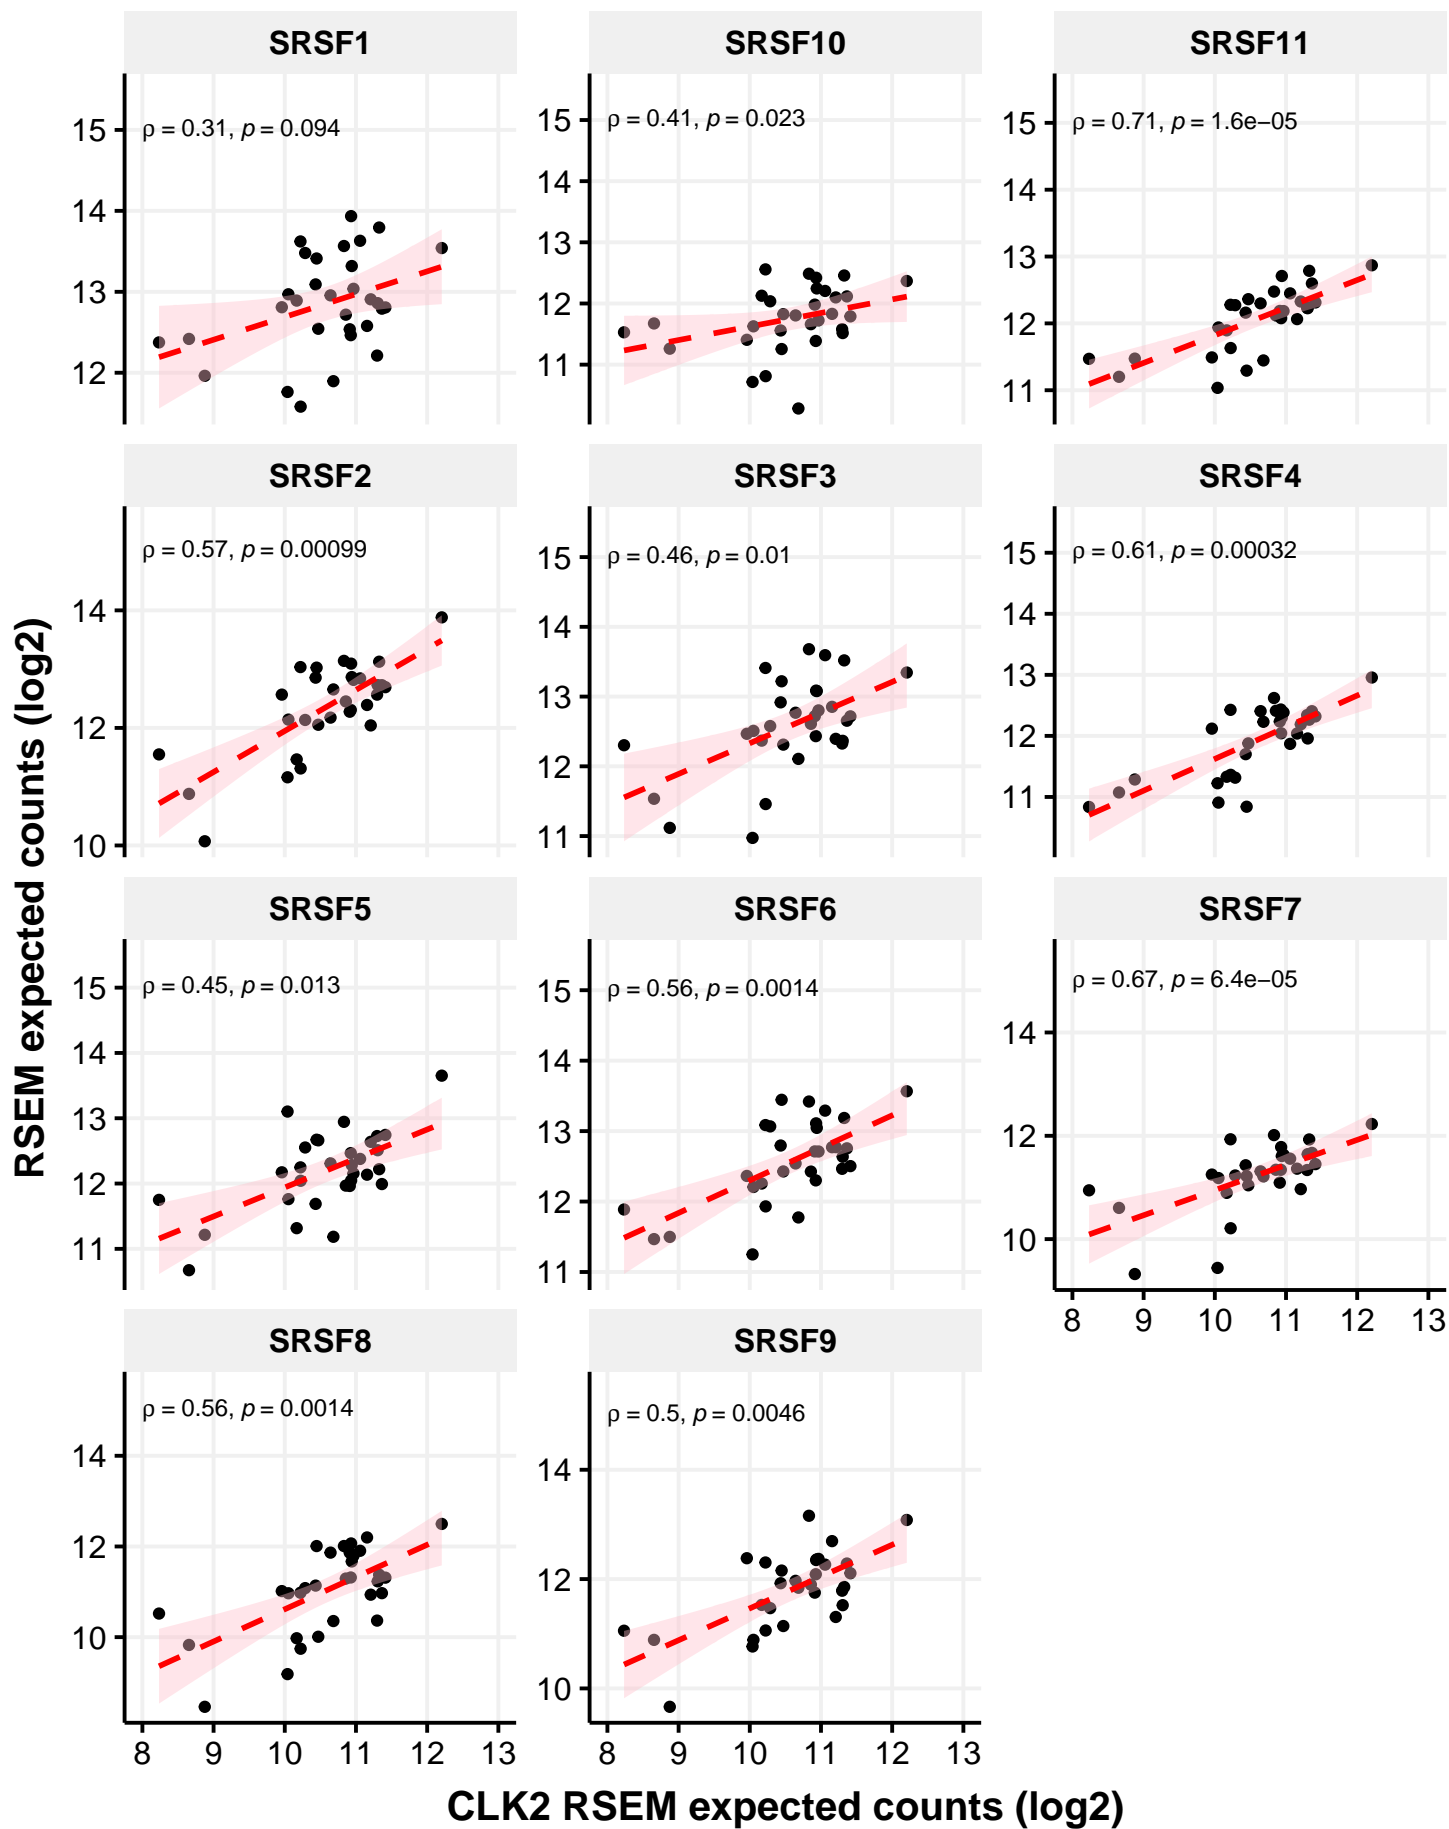 SRSF1
SRSF10
SRSF11
ρ = 0.31, p = 0.094
ρ = 0.41, p = 0.023
ρ = 0.71, p = 1.6e−05
15
14
13
12
15
14
13
12
11
15
14
13
12
11
SRSF2
SRSF3
SRSF4
ρ = 0.57, p = 0.00099
ρ = 0.46, p = 0.01
ρ = 0.61, p = 0.00032
14
12
10
15
14
13
12
11
15
14
13
12
11
RSEM expected counts (log2)
SRSF5
SRSF6
SRSF7
ρ = 0.45, p = 0.013
ρ = 0.56, p = 0.0014
ρ = 0.67, p = 6.4e−05
15
14
13
12
11
15
14
13
12
11
14
12
10
8 9 10 11 12 13
SRSF8
SRSF9
ρ = 0.56, p = 0.0014
ρ = 0.5, p = 0.0046
14
12
10
14
12
10
8 9 10 11 12 13
8 9 10 11 12 13
CLK2 RSEM expected counts (log2)